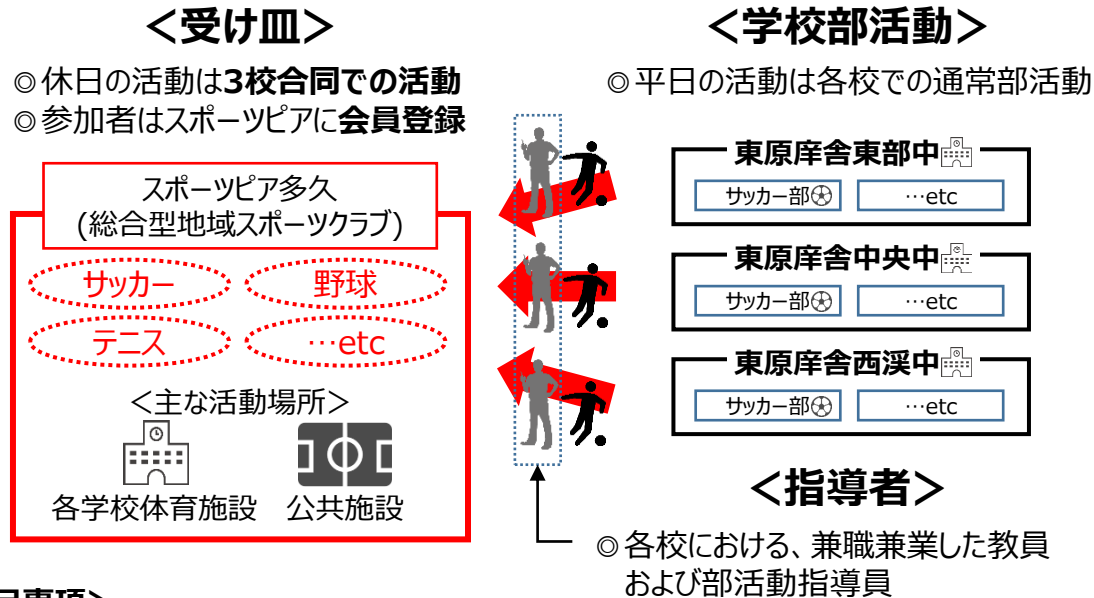 ＜受け皿＞
◎休日の活動は3校合同での活動
◎参加者はスポーツピアに会員登録
スポーツピア多久
(総合型地域スポーツクラブ)
サッカー
野球
テニス
…etc
＜主な活動場所＞
各学校体育施設
公共施設
＜学校部活動＞
◎平日の活動は各校での通常部活動
東原庠舎東部中
サッカー部
…etc
東原庠舎中央中
サッカー部
…etc
東原庠舎西渓中
サッカー部
…etc
＜指導者＞
◎各校における、兼職兼業した教員
および部活動指導員
事項＞